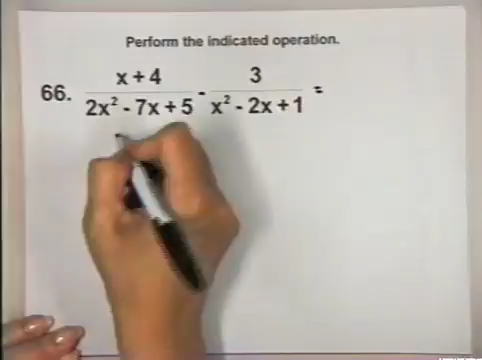 Perform the indicated operation.
66. x + 4 / 2x² - 7x + 5 - 3 / x² - 2x + 1 =